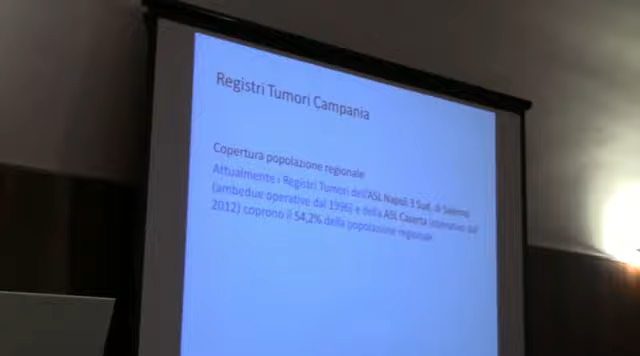 Registri Tumori Campania
Copertura popolazione regionale
Attualmente i Registri Tumori dell'ASL Napoli 3 Sud, di Salerno
(ambedue operative dal 1996) e della ASL Caserta (operativo dal
2012) coprono il 54,2% della popolazione regionale